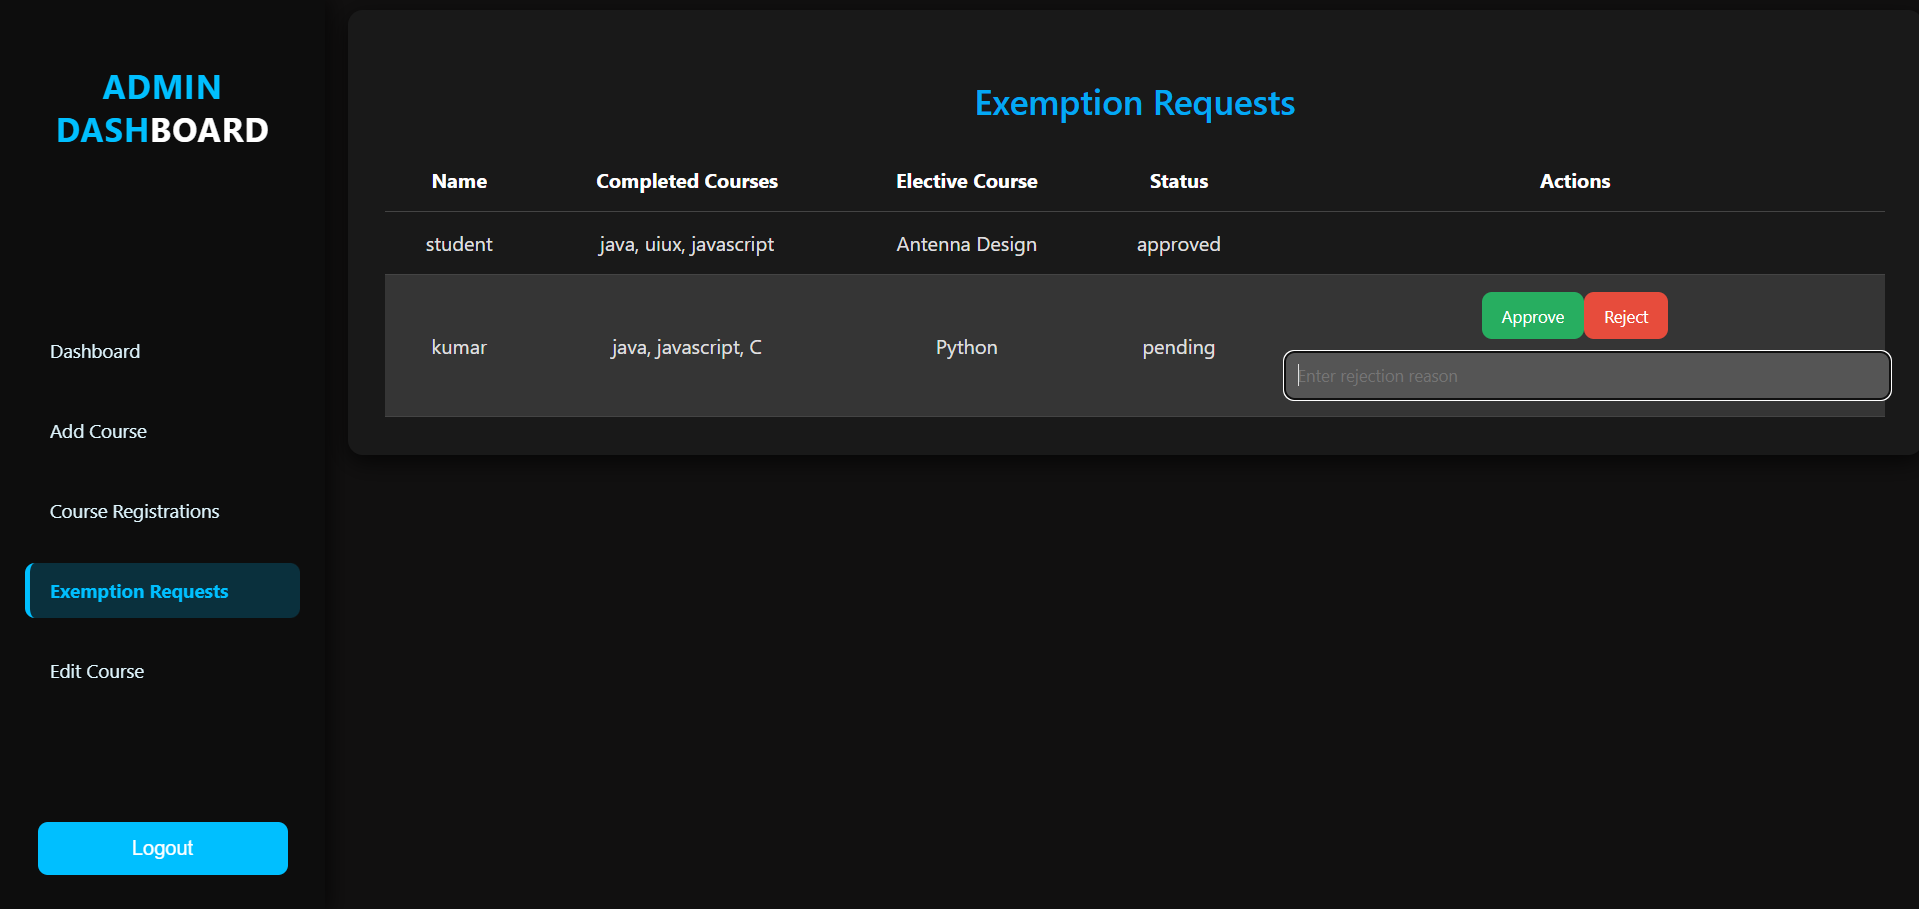 ADMIN
DASHBOARD
Dashboard
Add Course
Course Registrations
Exemption Requests
Edit Course
Logout
Exemption Requests
Name Completed Courses Elective Course Status Actions
student java, uiux, javascript Antenna Design approved
kumar java, javascript, C Python pending Approve Reject
Enter rejection reason